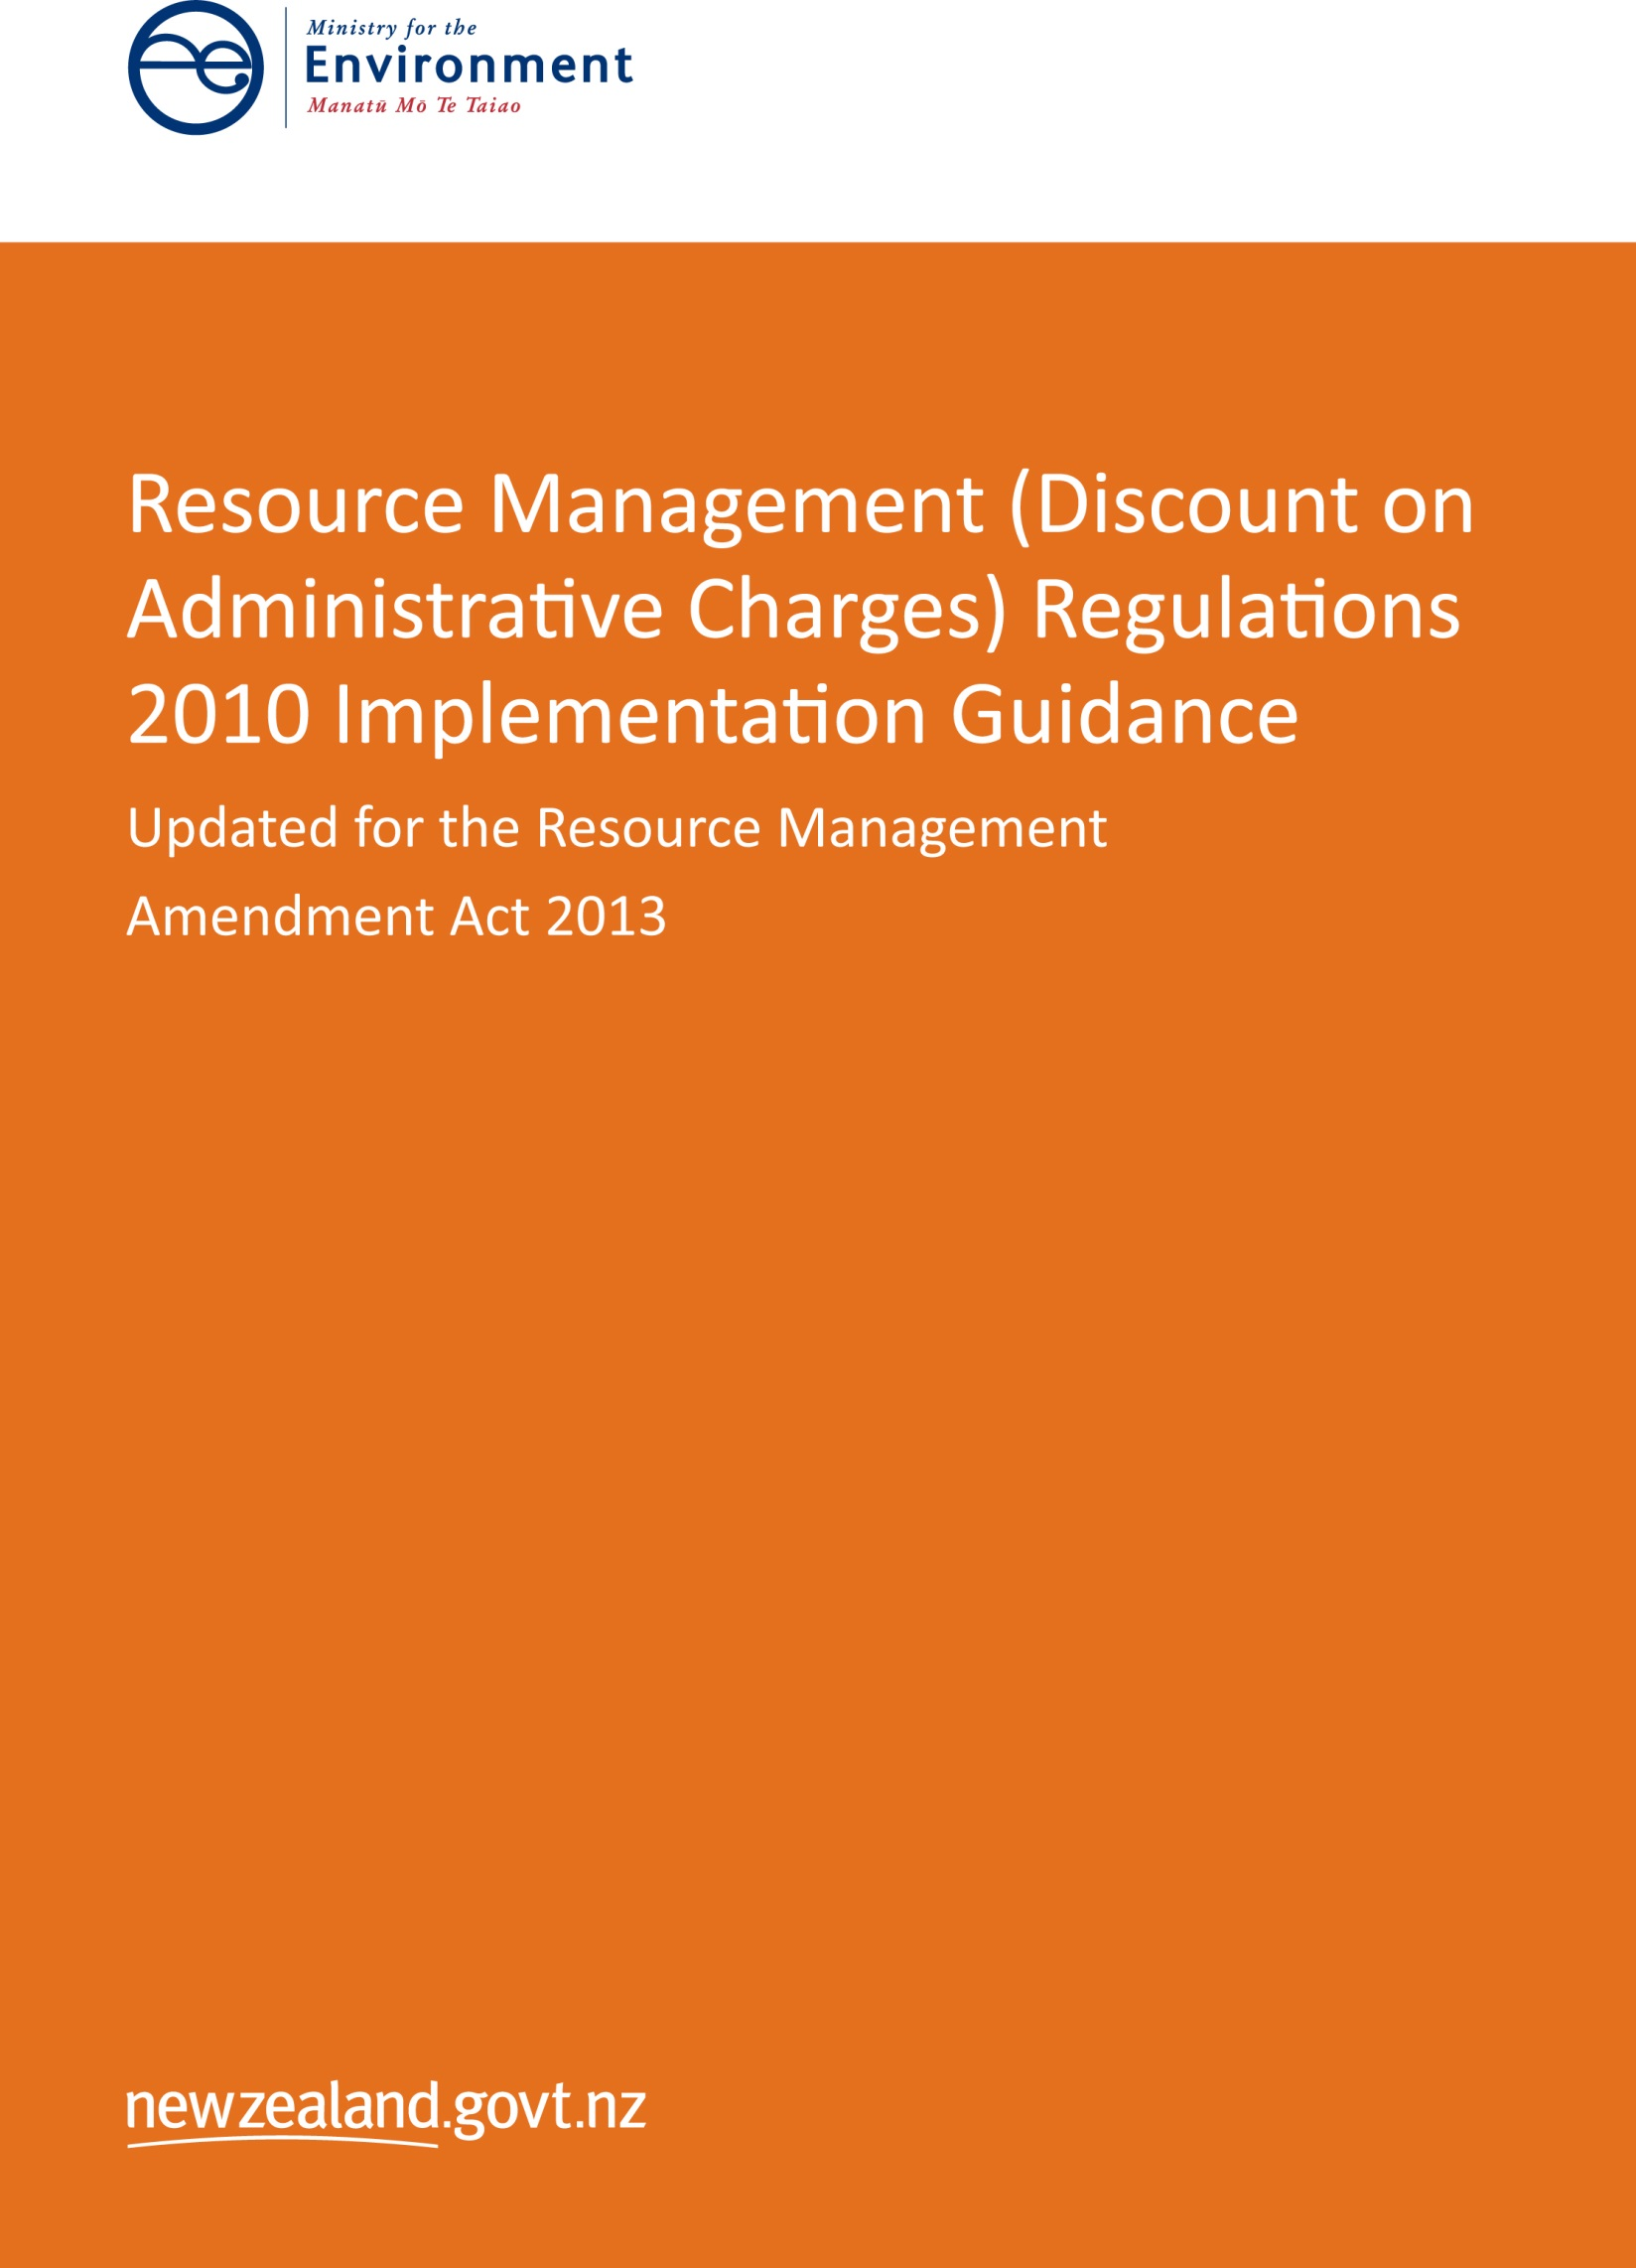 Ministry for the
Environment
Manatū Mō Te Taiao
Resource Management (Discount on
Administrative Charges) Regulations
2010 Implementation Guidance
Updated for the Resource Management
Amendment Act 2013
newzealand.govt.nz